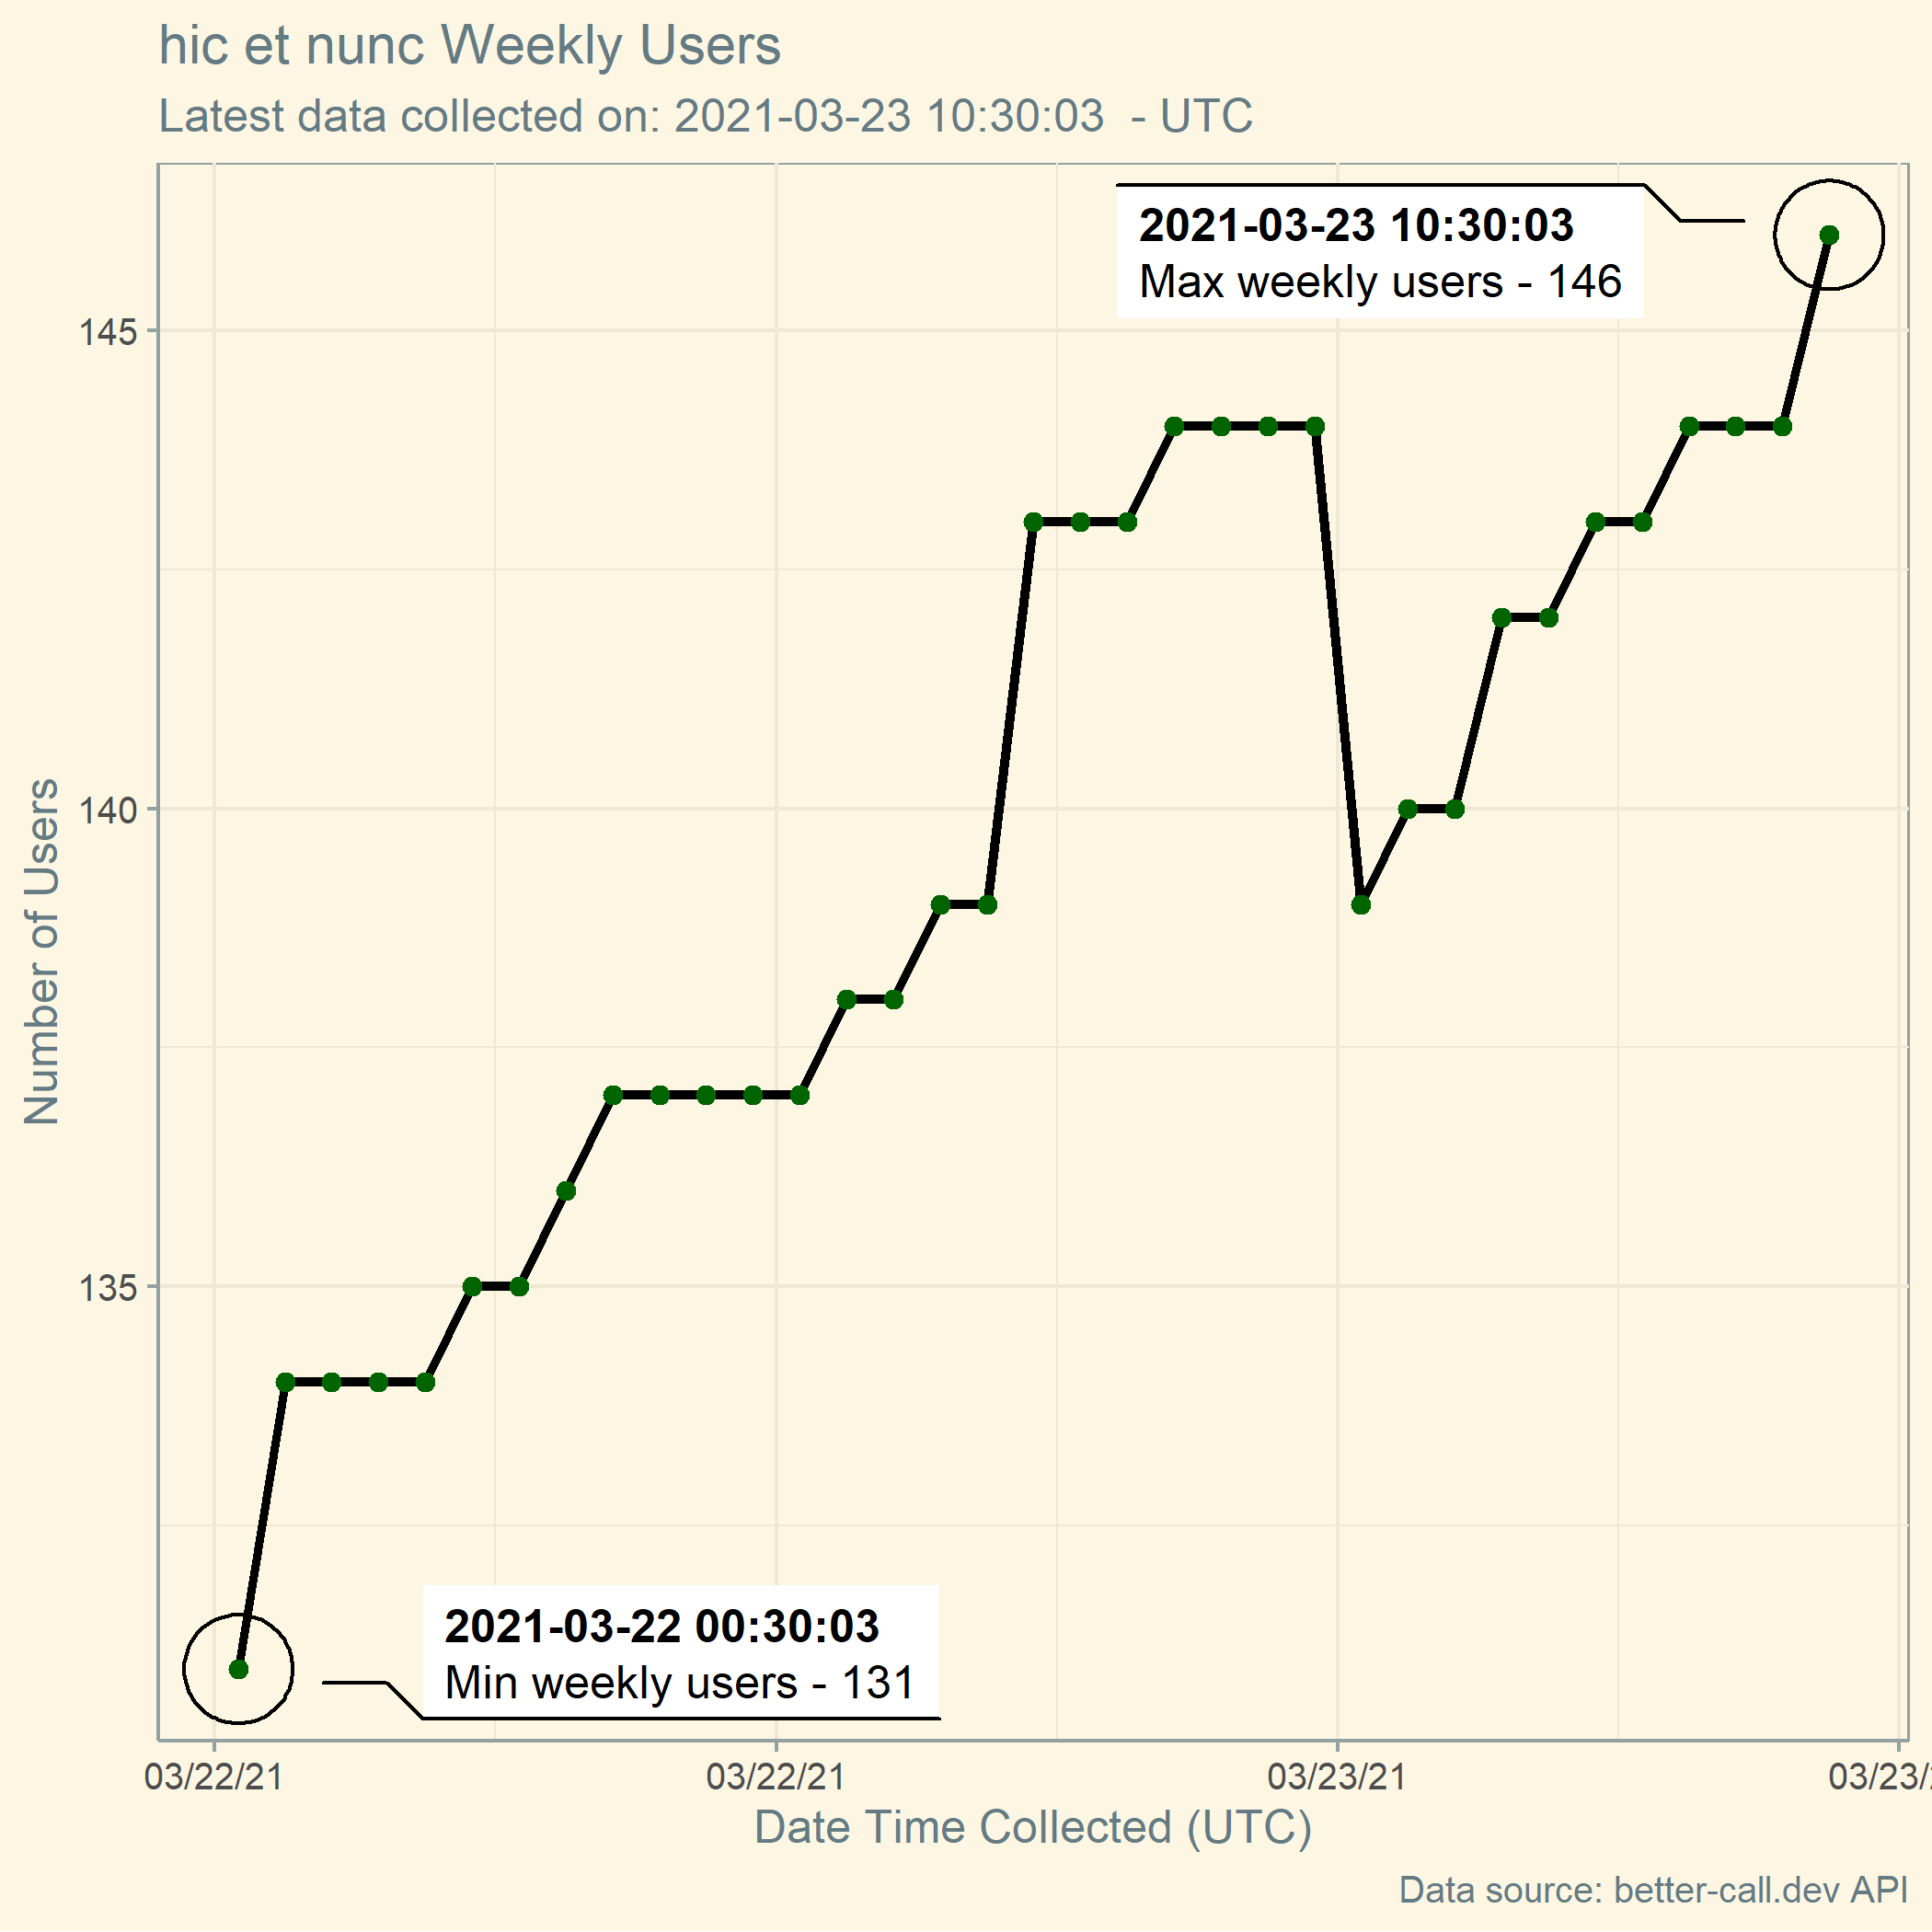 hic et nunc Weekly Users
Latest data collected on: 2021-03-23 10:30:03  - UTC
2021-03-23 10:30:03
Max weekly users - 146
145
140
135
Number of Users
2021-03-22 00:30:03
Min weekly users - 131
03/22/21
03/22/21
03/23/21
03/23/
Date Time Collected (UTC)
Data source: better-call.dev API